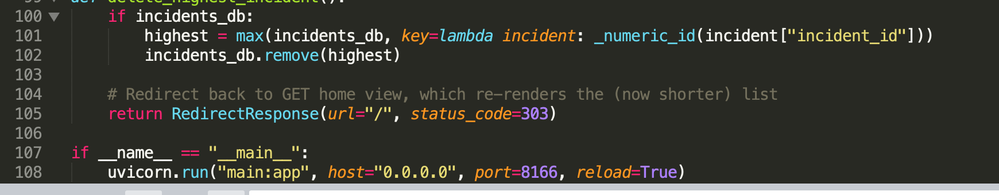 99 def delete_highest_incident():
100 if incidents_db:
101 highest = max(incidents_db, key=lambda incident: _numeric_id(incident["incident_id"]))
102 incidents_db.remove(highest)
103
104 # Redirect back to GET home view, which re-renders the (now shorter) list
105 return RedirectResponse(url="/", status_code=303)
106
107 if __name__ == "__main__":
108 uvicorn.run("main:app", host="0.0.0.0", port=8166, reload=True)